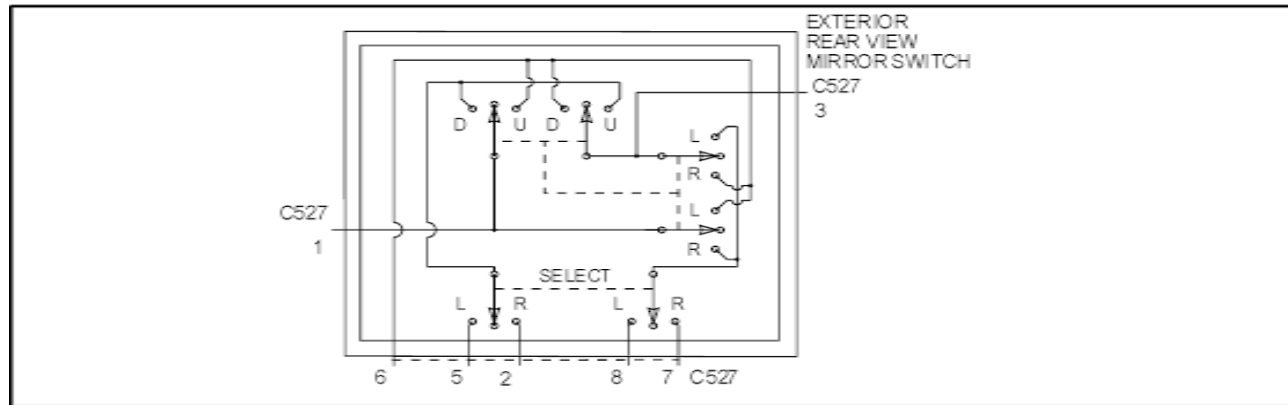 EXTERIOR
REAR VIEW
MIRROR SWITCH
C527
3
D U D U
L
R
L
R
C527
1
SELECT
L R L R
6 5 2 8 7 C527